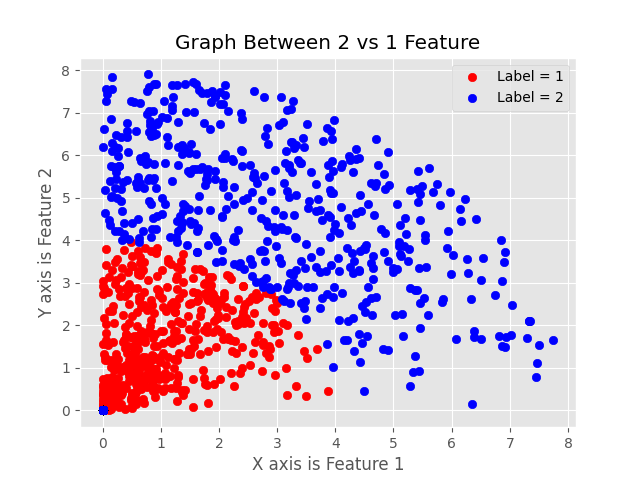 Graph Between 2 vs 1 Feature
Label = 1
Label = 2
8
7
6
5
4
3
2
1
0
Y axis is Feature 2
0 1 2 3 4 5 6 7 8
X axis is Feature 1